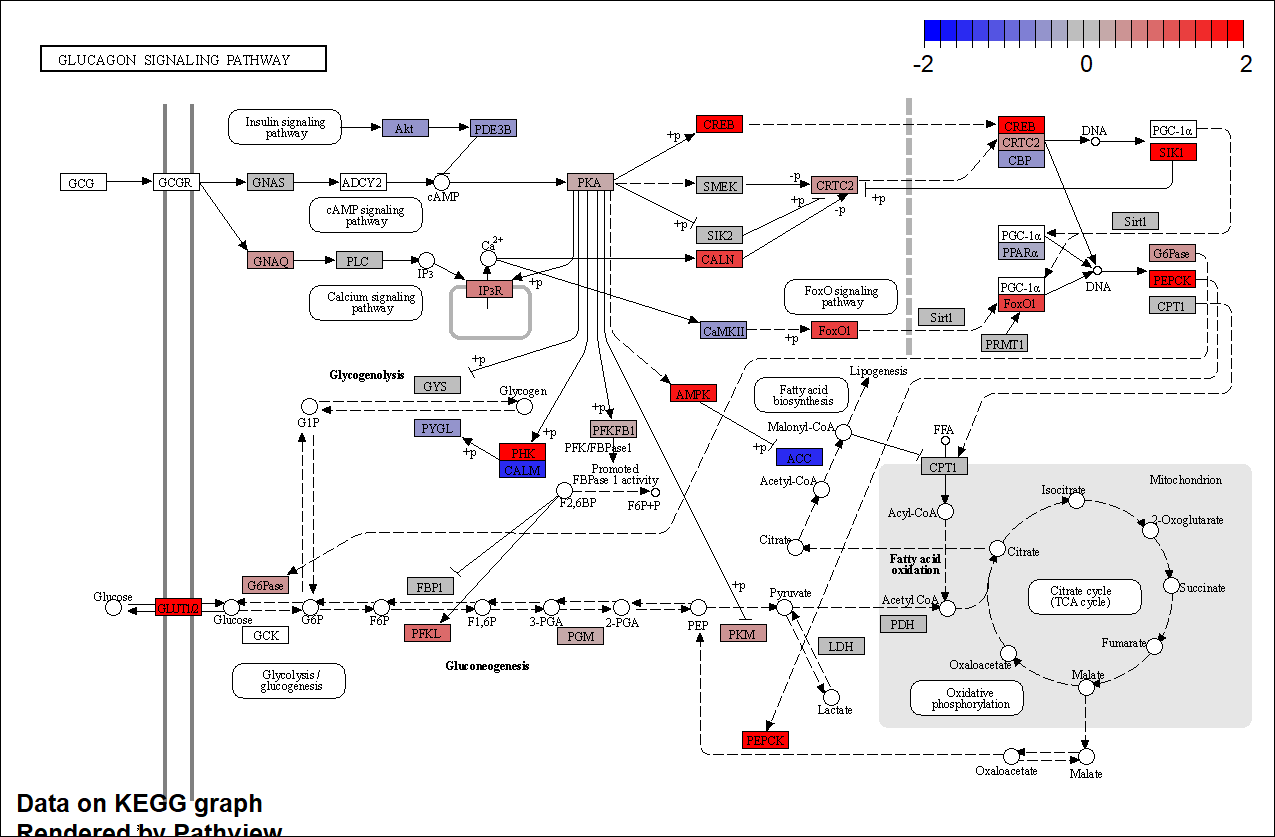 -2
0
2
GLUCAGON SIGNALING PATHWAY
Insulin signaling
pathway
Akt
PDE3B
+p
CREB
CREB
CRTC2
CBP
DNA
PGC-1α
SIK1
GCG
GCGR
GNAS
ADCY2
cAMP
PKA
SMEK
-p
+p
-p
CRTC2
+p
cAMP signaling
pathway
+p
SIK2
Sirt1
PGC-1α
PPARα
GNAQ
PLC
IP3
Ca2+
CALN
G6Pase
PEPCK
CPT1
DNA
Calcium signaling
pathway
IP3R
+p
FoxO signaling
pathway
PGC-1α
FoxO1
CaMKII
+p
FoxO1
Sirt1
PRMT1
Glycogenolysis
+p
GYS
Glycogen
AMPK
Fatty acid
biosynthesis
Lipogenesis
G1P
PYGL
+p
+p
PHK
CALM
+p
PFKFB1
PFK/FBPase1
Promoted
FBPase 1 activity
F2,6BP
F6P+P
+p
ACC
Malonyl-CoA
FFA
CPT1
Acetyl-CoA
Citrate
Acyl-CoA
Fatty acid
oxidation
Mitochondrion
Isocitrate
2-Oxoglutarate
Citrate
Succinate
Citrate cycle
(TCA cycle)
Fumarate
Malate
Oxaloacetate
Oxidative
phosphorylation
G6Pase
FBP1
+p
Glucose
Glucose
GCK
G6P
F6P
PFKL
F1,6P
3-PGA
PGM
2-PGA
PEP
PKM
Pyruvate
LDH
Lactate
Acetyl CoA
PDH
Glycolysis /
glucogenesis
Gluconeogenesis
PEPCK
Oxaloacetate
Malate
Data on KEGG graph
Rendered by Pathview